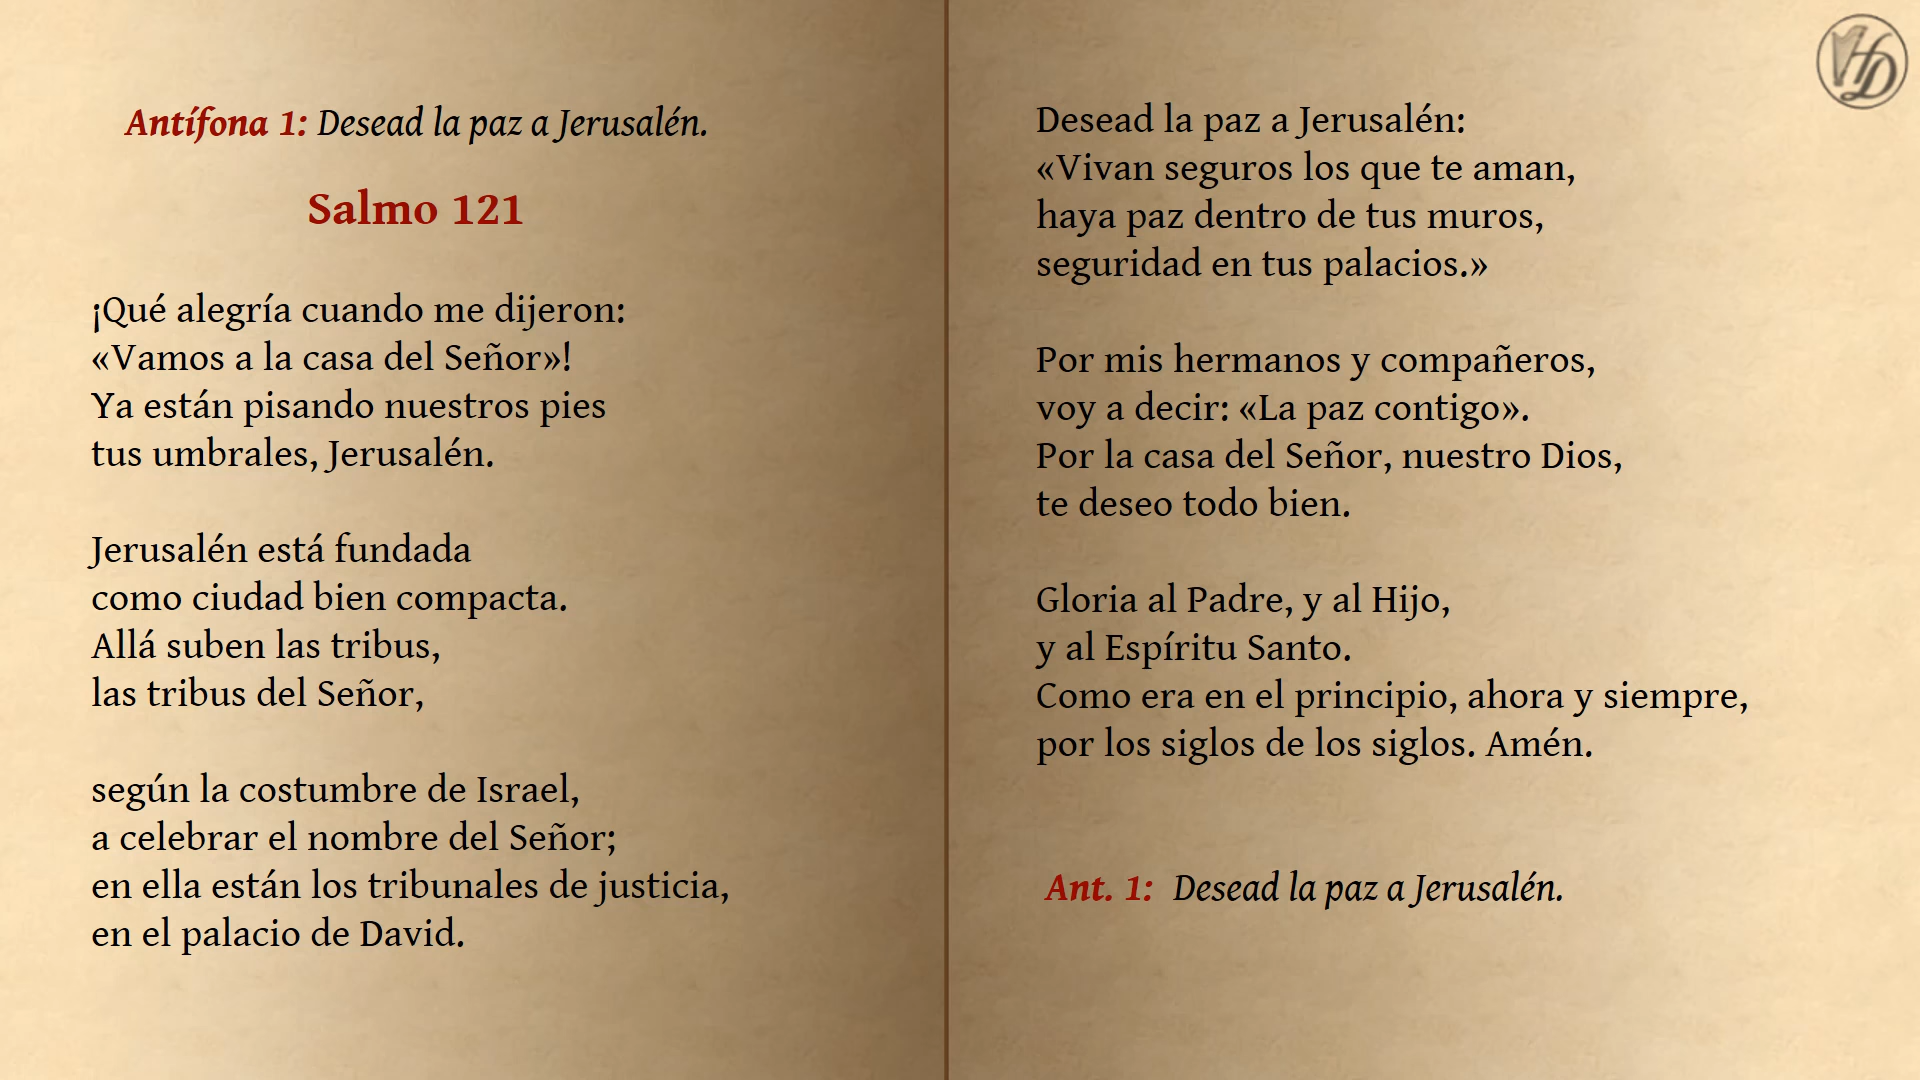 Antífona 1: Desead la paz a Jerusalén.
Salmo 121
¡Qué alegría cuando me dijeron:
«Vamos a la casa del Señor»!
Ya están pisando nuestros pies
tus umbrales, Jerusalén.
Jerusalén está fundada
como ciudad bien compacta.
Allá suben las tribus,
las tribus del Señor,
según la costumbre de Israel,
a celebrar el nombre del Señor;
en ella están los tribunales de justicia,
en el palacio de David.
Desead la paz a Jerusalén:
«Vivan seguros los que te aman,
haya paz dentro de tus muros,
seguridad en tus palacios.»
Por mis hermanos y compañeros,
voy a decir: «La paz contigo».
Por la casa del Señor, nuestro Dios,
te deseo todo bien.
Gloria al Padre, y al Hijo,
y al Espíritu Santo.
Como era en el principio, ahora y siempre,
por los siglos de los siglos. Amén.
Ant. 1: Desead la paz a Jerusalén.
HD